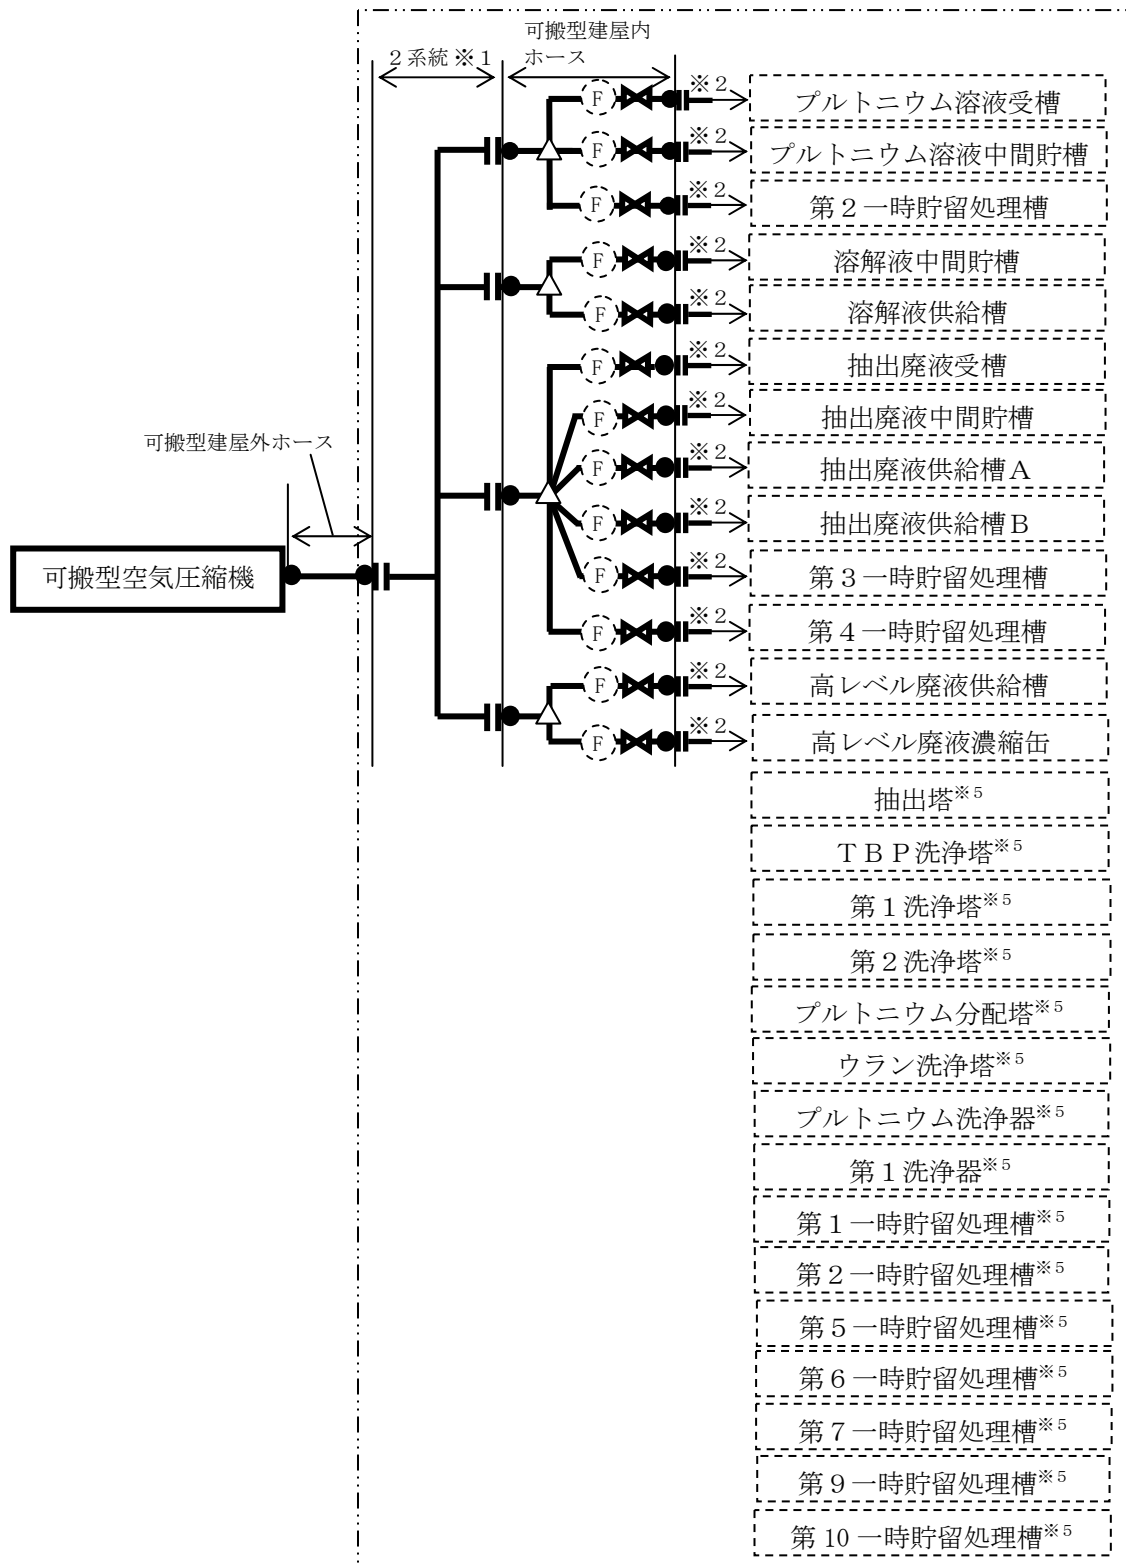 可搬型建屋内
ホース
2系統※1
※2
プルトニウム溶液受槽
F
※2
プルトニウム溶液中間貯槽
F
※2
第2一時貯留処理槽
F
※2
溶解液中間貯槽
F
※2
溶解液供給槽
F
※2
抽出廃液受槽
F
※2
抽出廃液中間貯槽
F
可搬型建屋外ホース
※2
抽出廃液供給槽A
F
※2
抽出廃液供給槽B
F
可搬型空気圧縮機
※2
第3一時貯留処理槽
F
※2
第4一時貯留処理槽
F
※2
高レベル廃液供給槽
F
※2
高レベル廃液濃縮缶
F
抽出塔※5
TBP洗浄塔※5
第1洗浄塔※5
第2洗浄塔※5
プルトニウム分配塔※5
ウラン洗浄塔※5
プルトニウム洗浄器※5
第1洗浄器※5
第1一時貯留処理槽※5
第2一時貯留処理槽※5
第5一時貯留処理槽※5
第6一時貯留処理槽※5
第7一時貯留処理槽※5
第9一時貯留処理槽※5
第10一時貯留処理槽※5